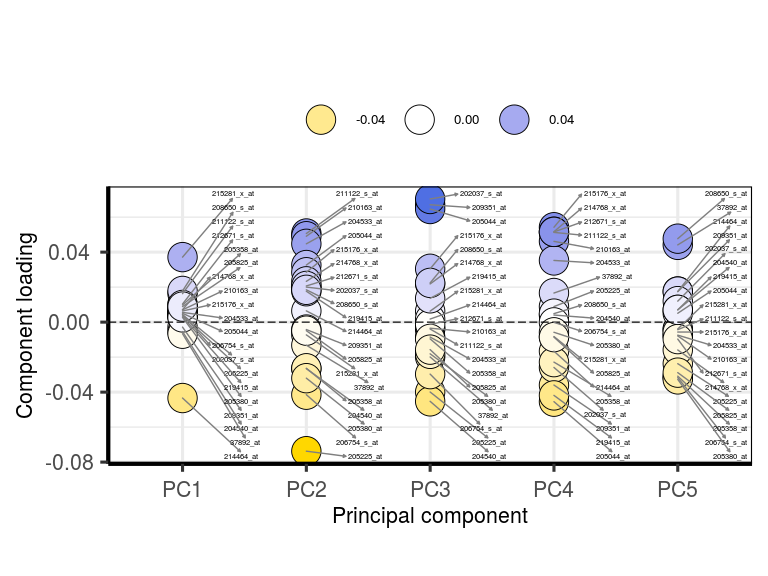 -0.04 0.00 0.04
Component loading
0.04
0.00
-0.04
-0.08
215281_x_at
208650_s_at
211122_s_at
212671_s_at
205358_at
205825_at
214768_x_at
210163_at
215176_x_at
204533_at
205044_at
206754_s_at
202037_s_at
205225_at
219415_at
205380_at
209351_at
204540_at
37892_at
214464_at
211122_s_at
210163_at
204533_at
205044_at
215176_x_at
214768_x_at
212671_s_at
202037_s_at
208650_s_at
219415_at
214464_at
209351_at
205825_at
215281_x_at
37892_at
205358_at
204540_at
205380_at
206754_s_at
205225_at
202037_s_at
209351_at
205044_at
215176_x_at
208650_s_at
214768_x_at
219415_at
215281_x_at
214464_at
212671_s_at
210163_at
211122_s_at
204533_at
205358_at
205825_at
205380_at
37892_at
206754_s_at
205225_at
204540_at
215176_x_at
214768_x_at
212671_s_at
211122_s_at
210163_at
204533_at
37892_at
205225_at
208650_s_at
204540_at
206754_s_at
205380_at
215281_x_at
205825_at
214464_at
205358_at
202037_s_at
209351_at
219415_at
205044_at
208650_s_at
37892_at
214464_at
209351_at
202037_s_at
204540_at
219415_at
205044_at
215281_x_at
211122_s_at
215176_x_at
204533_at
210163_at
212671_s_at
214768_x_at
205225_at
205825_at
205358_at
206754_s_at
205380_at
PC1 PC2 PC3 PC4 PC5
Principal component